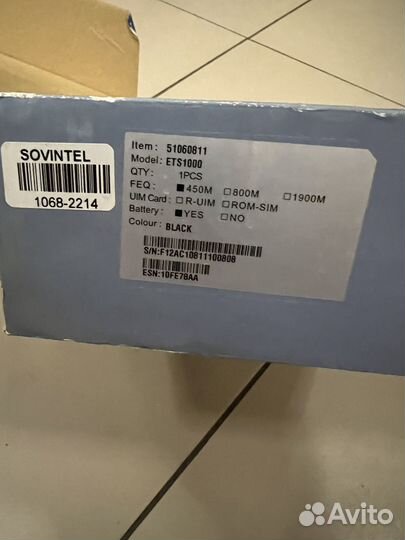 SOVINTEL
1068-2214
Item: 51060811
Model: ETS1000
QTY: 1PCS
FEQ: ■450M □800M □1900M
UIM Card: □R-UIM □ROM-SIM
Battery: ■YES □NO
Colour: BLACK
S/N:F12AC10811100808
ESN:10FE78AA
Avito